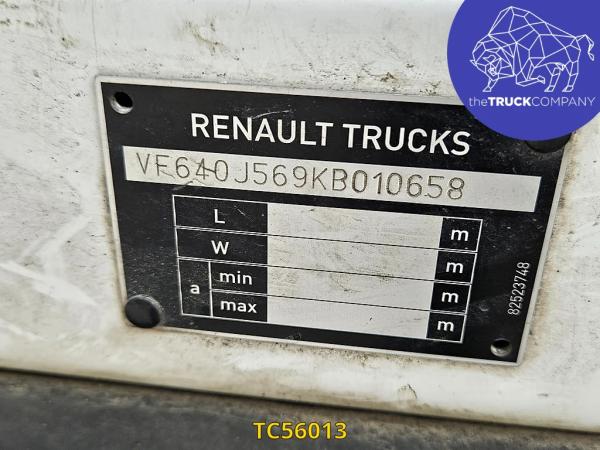 theTRUCKCOMPANY
RENAULT TRUCKS
VF640J569KB010658
L m
W m
a min m
max m
82523748
TC56013